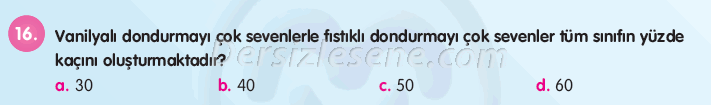 16. Vanilyalı dondurmayı çok sevenlerle fıstıklı dondurmayı çok sevenler tüm sınıfın yüzde
kaçını oluşturmaktadır?
Dersizlesene.com
a. 30 b. 40 c. 50 d. 60